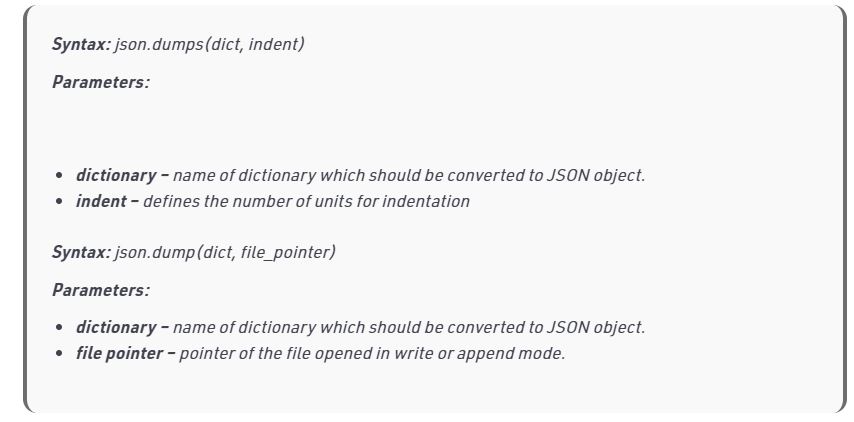 Syntax: json.dumps(dict, indent)
Parameters:
• dictionary – name of dictionary which should be converted to JSON object.
• indent – defines the number of units for indentation
Syntax: json.dump(dict, file_pointer)
Parameters:
• dictionary – name of dictionary which should be converted to JSON object.
• file pointer – pointer of the file opened in write or append mode.